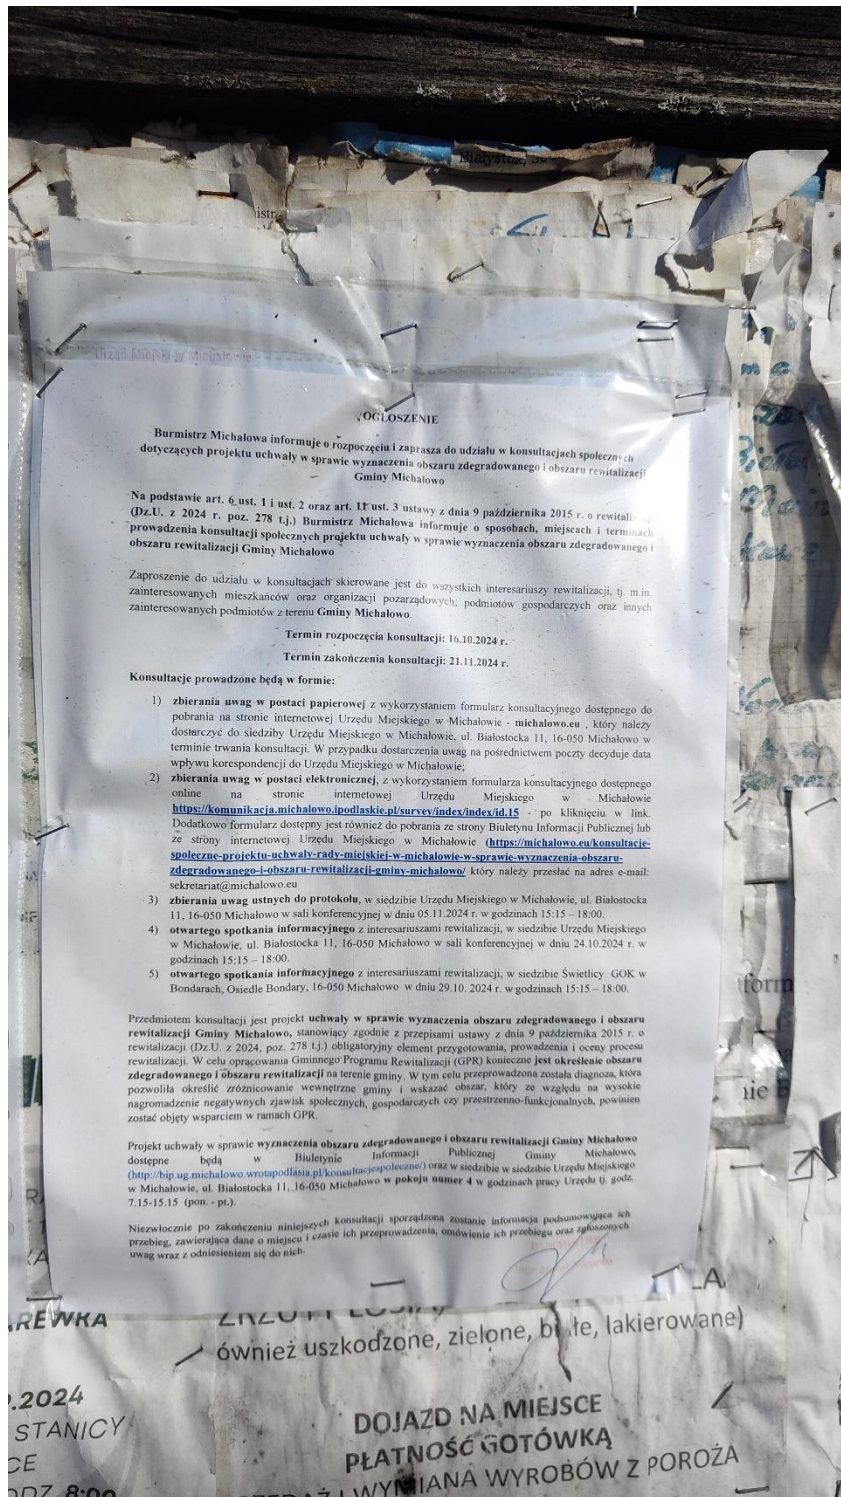 Białystok, 30
istr
Urząd Miejski w Michałowie
OGŁOSZENIE
Burmistrz Michałowa informuje o rozpoczęciu i zaprasza do udziału w konsultacjach społecznych
dotyczących projektu uchwały w sprawie wyznaczenia obszaru zdegradowanego i obszaru rewitalizacji
Gminy Michałowo
Na podstawie art. 6 ust. 1 i ust. 2 oraz art. 11 ust. 3 ustawy z dnia 9 października 2015 r. o
(Dz.U. z 2024 r. poz. 278 t.j.) Burmistrz Michałowa informuje o sposobach, miejscach i terminach
prowadzenia konsultacji społecznych projektu uchwały w sprawie wyznaczenia obszaru zdegradowanego i
obszaru rewitalizacji Gminy Michałowo
Zaproszenie do udziału w konsultacjach skierowane jest do wszystkich interesariuszy rewitalizacji, tj. m.in.
zainteresowanych mieszkańców oraz organizacji pozarządowych, podmiotów gospodarczych oraz innych
zainteresowanych podmiotów z terenu Gminy Michałowo.
Termin rozpoczęcia konsultacji: 16.10.2024 r.
Termin zakończenia konsultacji: 21.11.2024 r.
Konsultacje prowadzone będą w formie:
1) zbierania uwag w postaci papierowej z wykorzystaniem formularz konsultacyjnego dostępnego do
pobrania na stronie internetowej Urzędu Miejskiego w Michałowie - michalowo.eu , który należy
dostarczyć do siedziby Urzędu Miejskiego w Michałowie, ul. Białostocka 11, 16-050 Michałowo w
terminie trwania konsultacji. W przypadku dostarczenia uwag na pośrednictwem poczty decyduje data
wpływu korespondencji do Urzędu Miejskiego w Michałowie;
2) zbierania uwag w postaci elektronicznej, z wykorzystaniem formularza konsultacyjnego dostępnego
online na stronie internetowej Urzędu Miejskiego w Michałowie
https://komunikacja.michalowo.ipodlaskie.pl/survey/index/index/id.15 - po kliknięciu w link.
Dodatkowo formularz dostępny jest również do pobrania ze strony Biuletynu Informacji Publicznej lub
ze strony internetowej Urzędu Miejskiego w Michałowie (https://michalowo.eu/konsultacje-
spoleczne-projektu-uchwaly-rady-miejskiej-w-michalowie-w-sprawie-wyznaczenia-obszaru-
zdegradowanego-i-obszaru-rewitalizacji-gminy-michalowo/ który należy przesłać na adres e-mail:
sekretariat@michalowo.eu
3) zbierania uwag ustnych do protokołu, w siedzibie Urzędu Miejskiego w Michałowie, ul. Białostocka
11, 16-050 Michałowo w sali konferencyjnej w dniu 05.11.2024 r. w godzinach 15:15 – 18:00.
4) otwartego spotkania informacyjnego z interesariuszami rewitalizacji, w siedzibie Urzędu Miejskiego
w Michałowie, ul. Białostocka 11, 16-050 Michałowo w sali konferencyjnej w dniu 24.10.2024 r. w
godzinach 15:15 – 18:00.
5) otwartego spotkania informacyjnego z interesariuszami rewitalizacji, w siedzibie Świetlicy GOK w
Bondarach, Osiedle Bondary, 16-050 Michałowo w dniu 29.10. 2024 r. w godzinach 15:15 – 18:00.
Przedmiotem konsultacji jest projekt uchwały w sprawie wyznaczenia obszaru zdegradowanego i obszaru
rewitalizacji Gminy Michałowo, stanowiący zgodnie z przepisami ustawy z dnia 9 października 2015 r. o
rewitalizacji (Dz.U. z 2024, poz. 278 t.j.) obligatoryjny element przygotowania, prowadzenia i oceny procesu
rewitalizacji. W celu opracowania Gminnego Programu Rewitalizacji (GPR) konieczne jest określenie obszaru
zdegradowanego i obszaru rewitalizacji na terenie gminy. W tym celu przeprowadzona została diagnoza, która
pozwoliła określić zróżnicowanie wewnętrzne gminy i wskazać obszar, który ze względu na wysokie
nagromadzenie negatywnych zjawisk społecznych, gospodarczych czy przestrzenno-funkcjonalnych, powinien
zostać objęty wsparciem w ramach GPR.
Projekt uchwały w sprawie wyznaczenia obszaru zdegradowanego i obszaru rewitalizacji Gminy Michałowo
dostępne będą w Biuletynie Informacji Publicznej Gminy Michałowo,
(http://bip.ug.michalowo.wrotapodlasia.pl/konsultacjespoleczne/) oraz w siedzibie w siedzibie Urzędu Miejskiego
w Michałowie, ul. Białostocka 11, 16-050 Michałowo w pokoju numer 4 w godzinach pracy Urzędu tj. godz.
7.15-15.15 (pon. - pt.).
Niezwłocznie po zakończeniu niniejszych konsultacji sporządzona zostanie informacja podsumowująca ich
przebieg, zawierająca dane o miejscu i czasie ich przeprowadzenia, omówienie ich przebiegu oraz zgłoszonych
uwag wraz z odniesieniem się do nich.
form
nie
AREWKA
.2024
STANICY
CE
ODZ 8:00
ównież uszkodzone, zielone, białe, lakierowane)
DOJAZD NA MIEJSCE
PŁATNOŚĆ GOTÓWKĄ
I WYMIANA WYROBÓW Z POROŻA